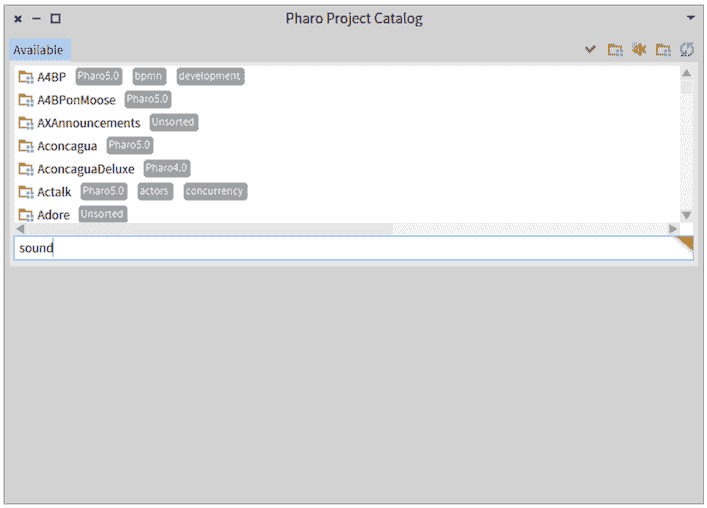 Pharo Project Catalog
Available
A4BP Pharo5.0 bpmn development
A4BPonMoose Pharo5.0
AXAnnouncements Unsorted
Aconcagua Pharo5.0
AconcaguaDeluxe Pharo4.0
Actalk Pharo5.0 actors concurrency
Adore Unsorted
sound